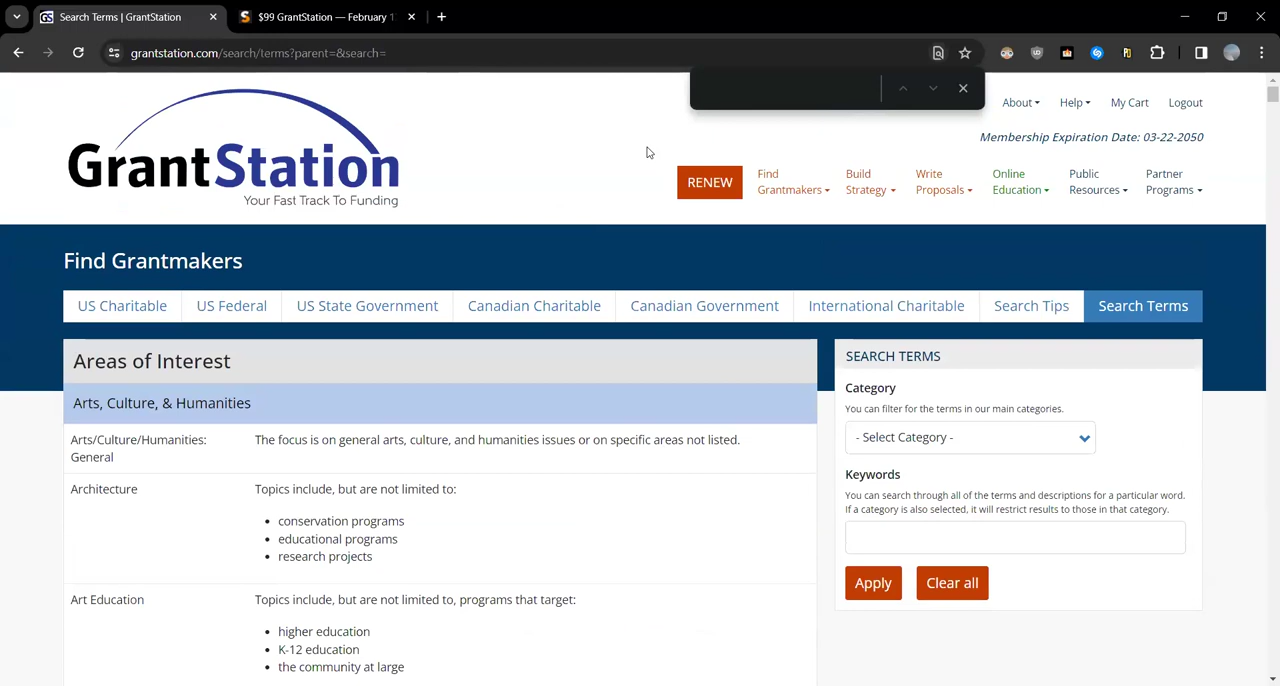 Search Terms | GrantStation
$99 GrantStation — February 1
grantstation.com/search/terms?parent=&search=
GrantStation
Your Fast Track To Funding
About
Help
My Cart
Logout
Membership Expiration Date: 03-22-2050
RENEW
Find Grantmakers
Build Strategy
Write Proposals
Online Education
Public Resources
Partner Programs
Find Grantmakers
US Charitable
US Federal
US State Government
Canadian Charitable
Canadian Government
International Charitable
Search Tips
Search Terms
Areas of Interest
Arts, Culture, & Humanities
Arts/Culture/Humanities:
General
The focus is on general arts, culture, and humanities issues or on specific areas not listed.
Architecture
Topics include, but are not limited to:
• conservation programs
• educational programs
• research projects
Art Education
Topics include, but are not limited to, programs that target:
• higher education
• K-12 education
• the community at large
SEARCH TERMS
Category
You can filter for the terms in our main categories.
- Select Category -
Keywords
You can search through all of the terms and descriptions for a particular word.
If a category is also selected, it will restrict results to those in that category.
Apply
Clear all